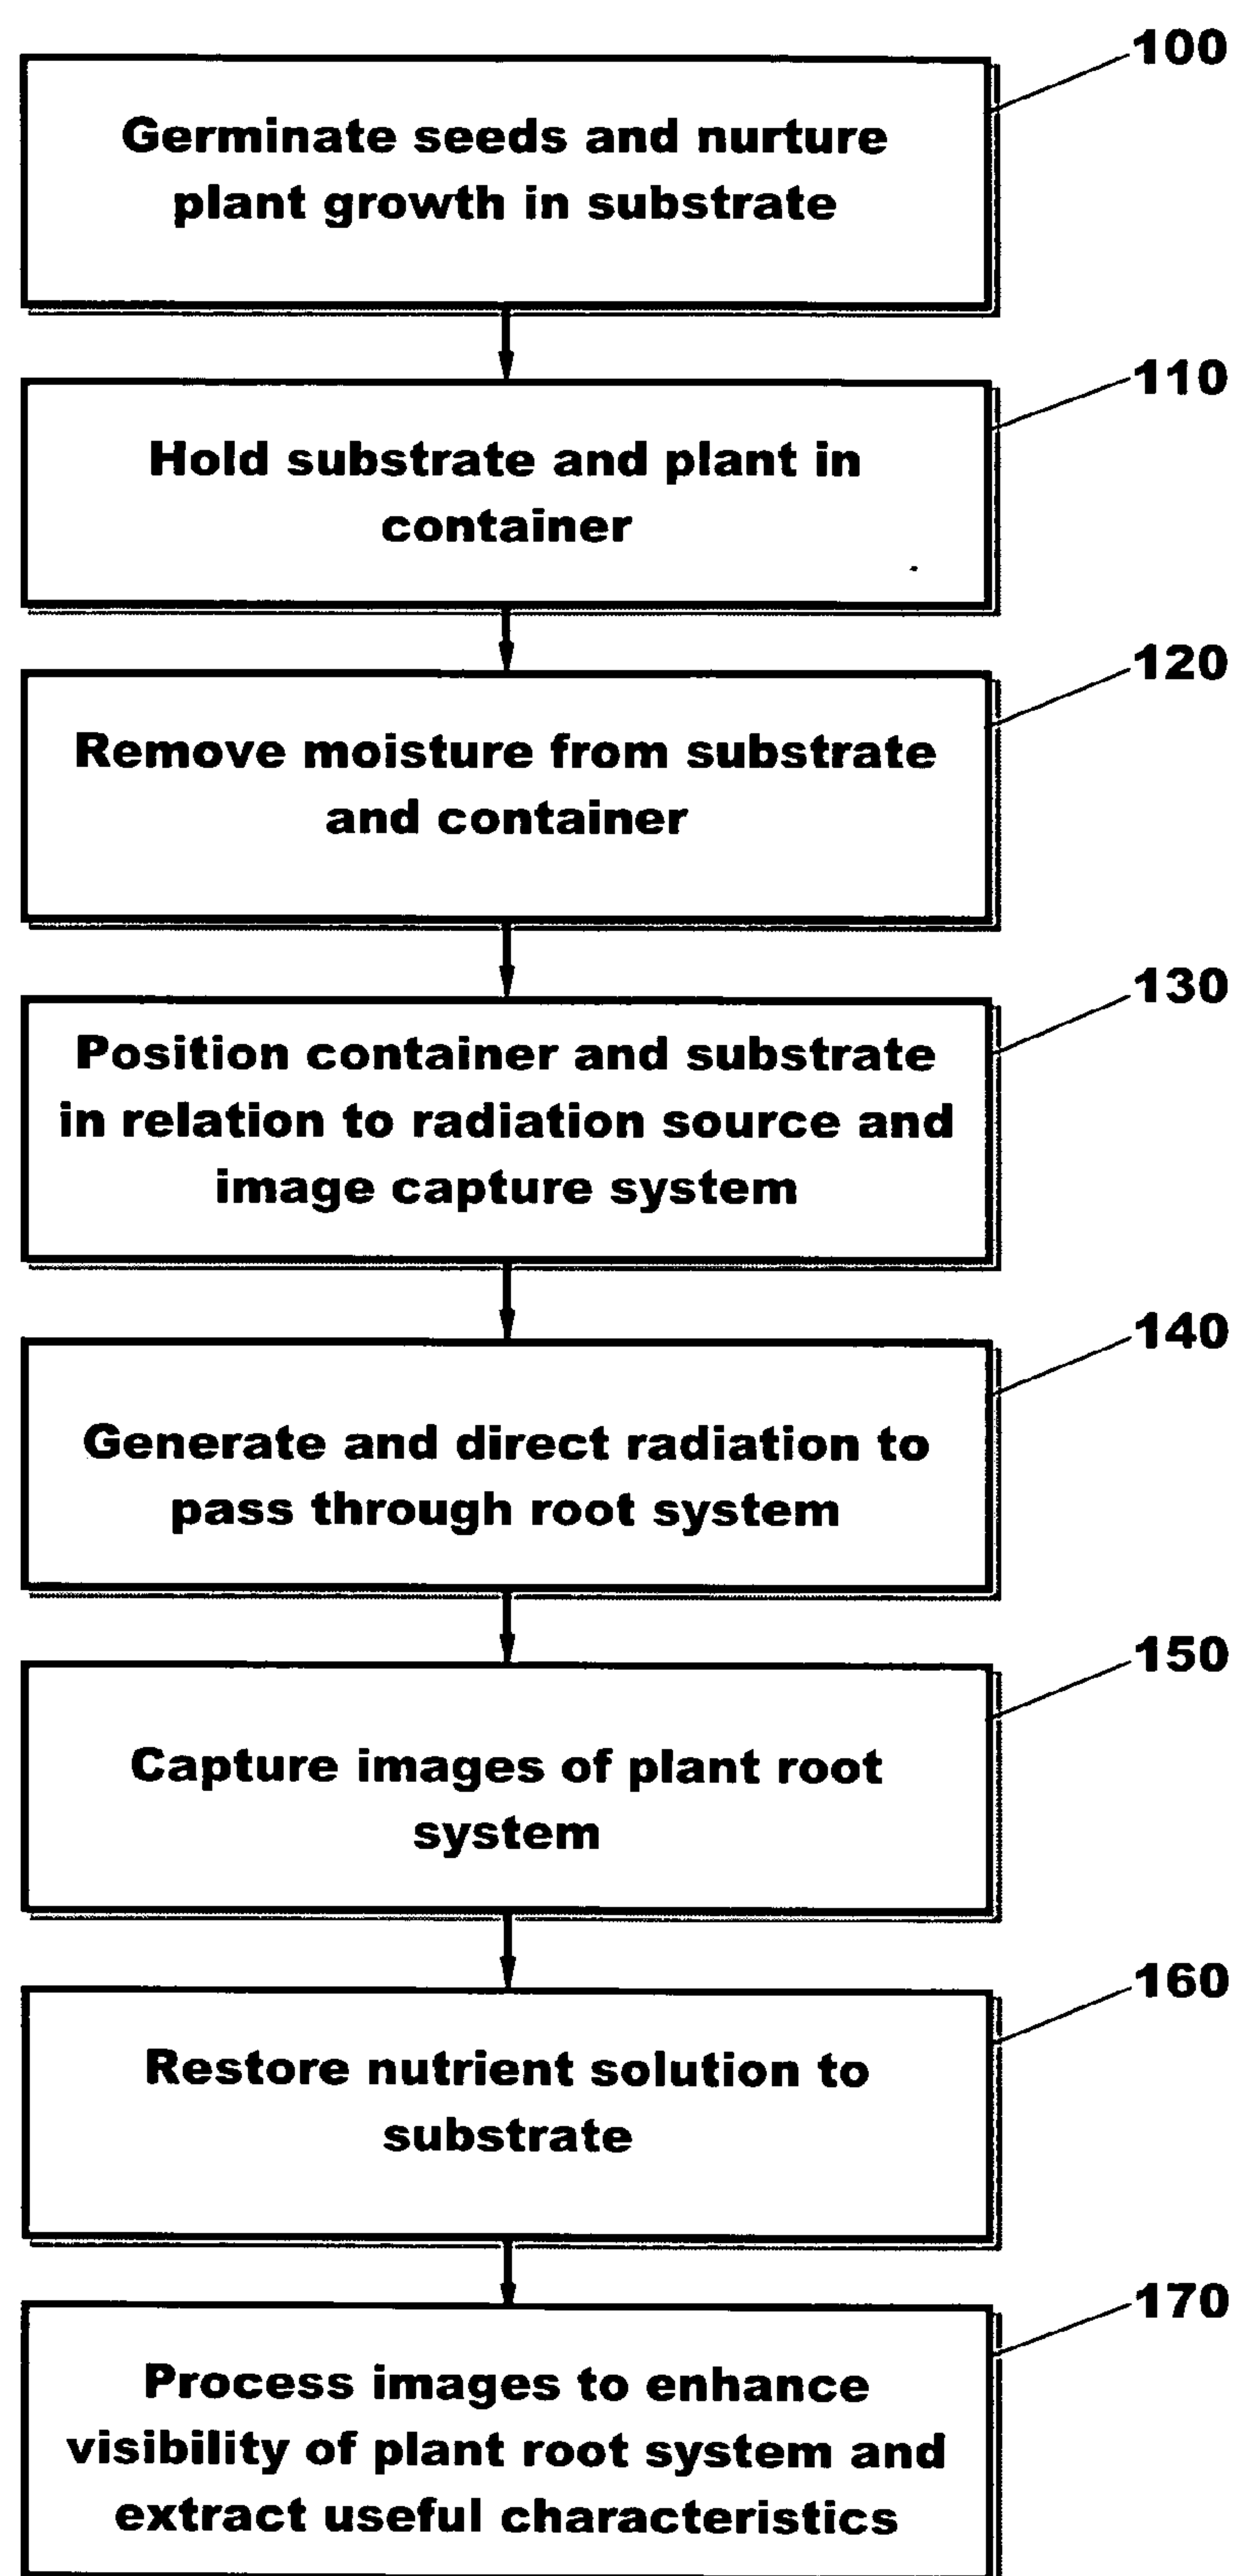 100
Germinate seeds and nurture
plant growth in substrate
110
Hold substrate and plant in
container
120
Remove moisture from substrate
and container
130
Position container and substrate
in relation to radiation source and
image capture system
140
Generate and direct radiation to
pass through root system
150
Capture images of plant root
system
160
Restore nutrient solution to
substrate
170
Process images to enhance
visibility of plant root system and
extract useful characteristics